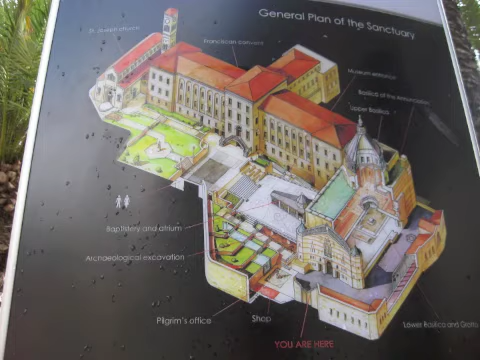 General Plan of the Sanctuary
St. Joseph church
Franciscan convent
Museum entrance
Basilica of the Annunciation
Upper Basilica
Baptistery and atrium
Archaeological excavation
Pilgrim's office
Shop
YOU ARE HERE
Lower Basilica and Grotto